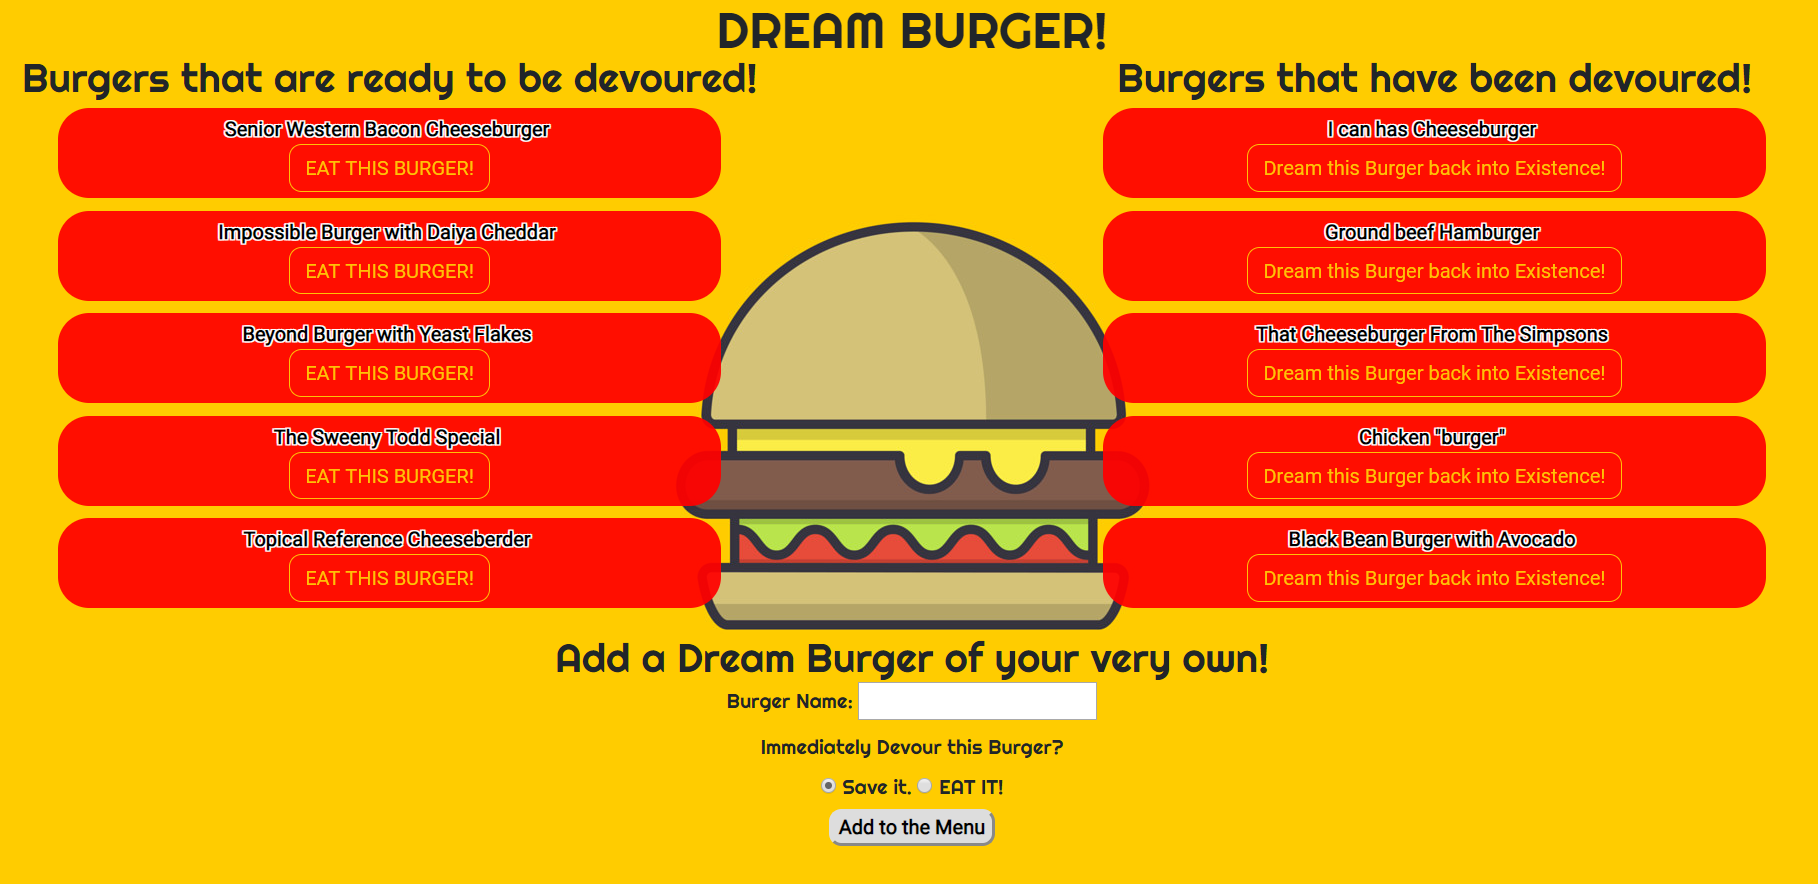 DREAM BURGER!
Burgers that are ready to be devoured!
Senior Western Bacon Cheeseburger
EAT THIS BURGER!
Impossible Burger with Daiya Cheddar
EAT THIS BURGER!
Beyond Burger with Yeast Flakes
EAT THIS BURGER!
The Sweeny Todd Special
EAT THIS BURGER!
Topical Reference Cheeseberder
EAT THIS BURGER!
Burgers that have been devoured!
I can has Cheeseburger
Dream this Burger back into Existence!
Ground beef Hamburger
Dream this Burger back into Existence!
That Cheeseburger From The Simpsons
Dream this Burger back into Existence!
Chicken "burger"
Dream this Burger back into Existence!
Black Bean Burger with Avocado
Dream this Burger back into Existence!
Add a Dream Burger of your very own!
Burger Name:
Immediately Devour this Burger?
Save it. EAT IT!
Add to the Menu